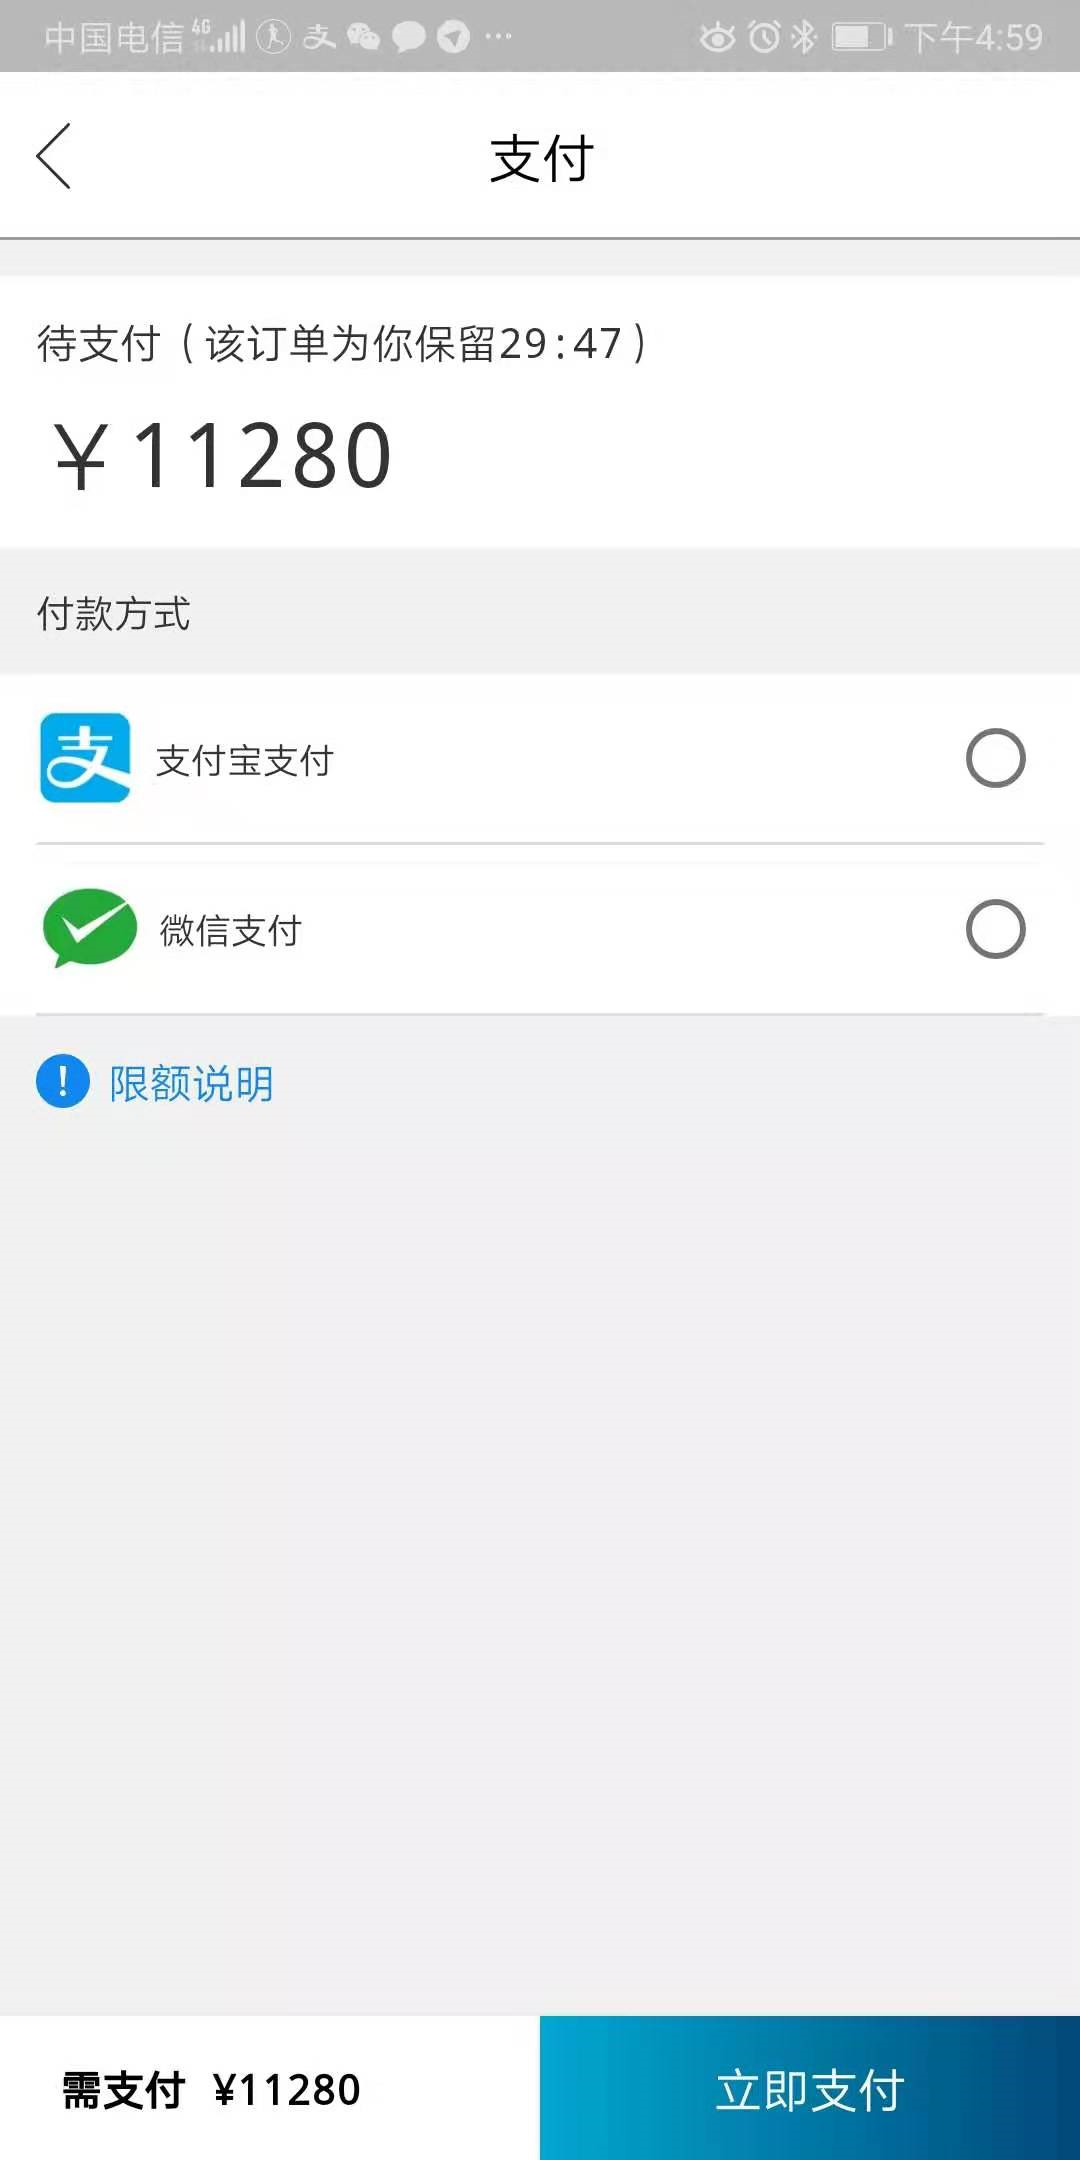 中国电信 4G 下午4:59
支付
待支付（该订单为你保留29:47）
￥11280
付款方式
支 支付宝支付
微信支付
! 限额说明
需支付 ¥11280
立即支付